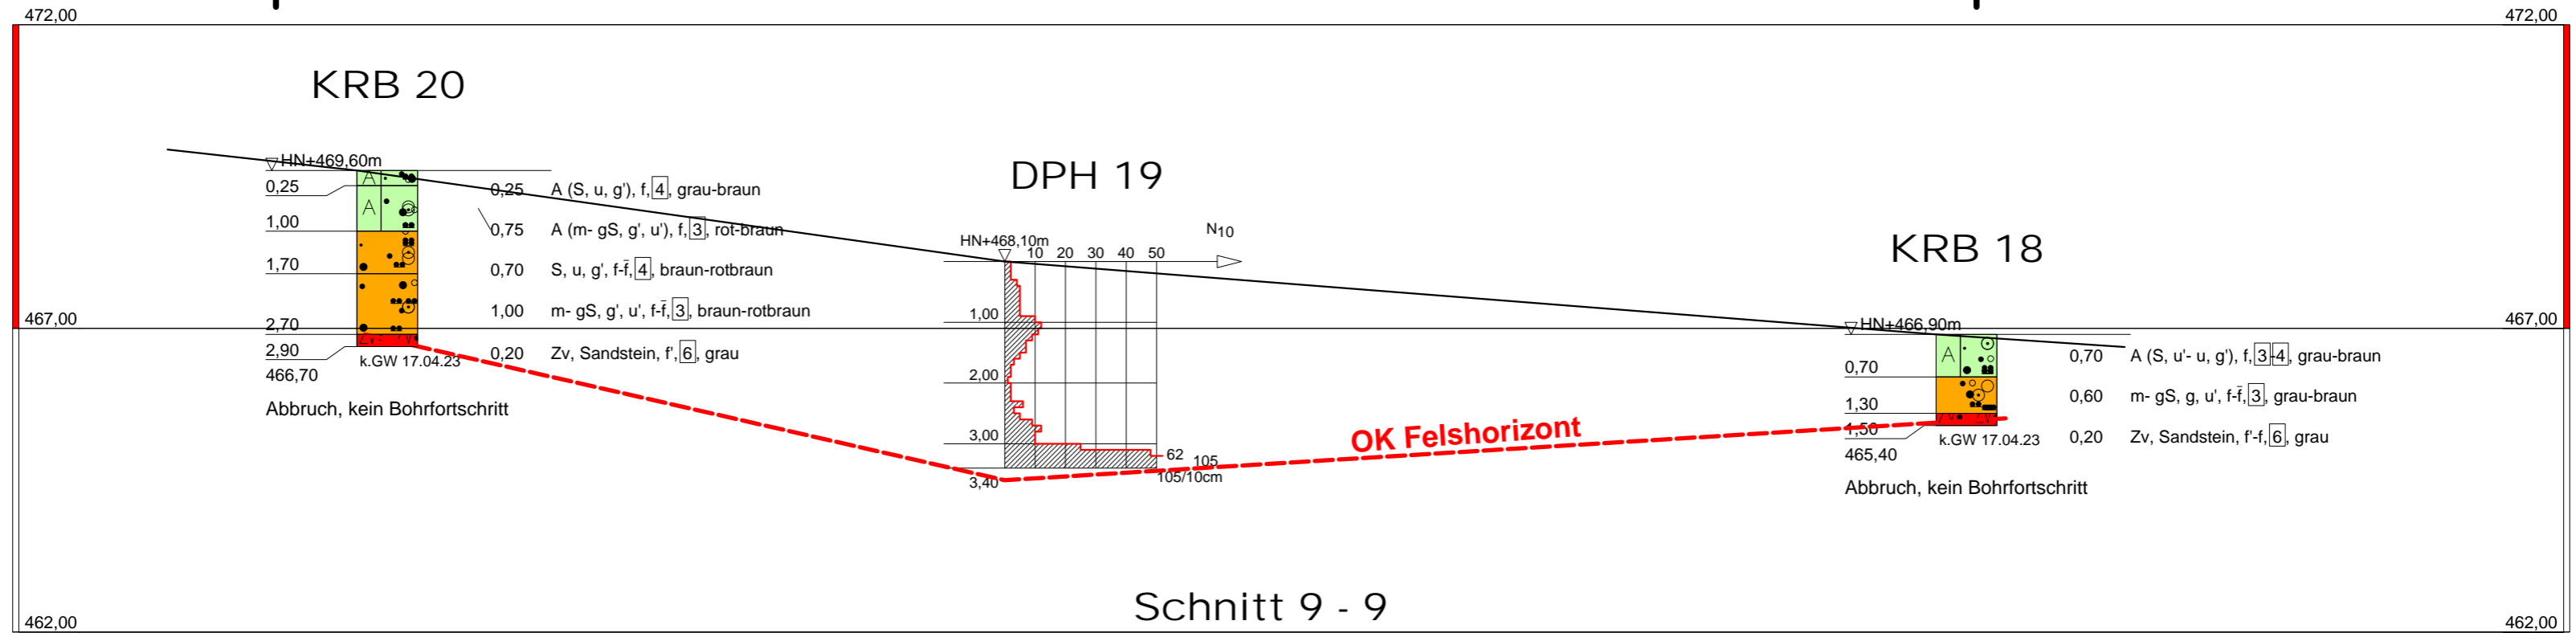 472,00
472,00
KRB 20
HN+469,60m
0,25
1,00
1,70
2,70
2,90
466,70
A
A
Zv
k.GW 17.04.23
Abbruch, kein Bohrfortschritt
0,25 A (S, u, g'), f, 4, grau-braun
0,75 A (m- gS, g', u'), f, 3, rot-braun
0,70 S, u, g', f-f̄, 4, braun-rotbraun
1,00 m- gS, g', u', f-f̄, 3, braun-rotbraun
0,20 Zv, Sandstein, f', 6, grau
DPH 19
HN+468,10m
10 20 30 40 50
N10
1,00
2,00
3,00
3,40
62
105
105/10cm
OK Felshorizont
KRB 18
HN+466,90m
0,70
1,30
1,50
465,40
A
k.GW 17.04.23
Abbruch, kein Bohrfortschritt
0,70 A (S, u'- u, g'), f, 3-4, grau-braun
0,60 m- gS, g, u', f-f̄, 3, grau-braun
0,20 Zv, Sandstein, f'-f, 6, grau
467,00
467,00
Schnitt 9 - 9
462,00
462,00